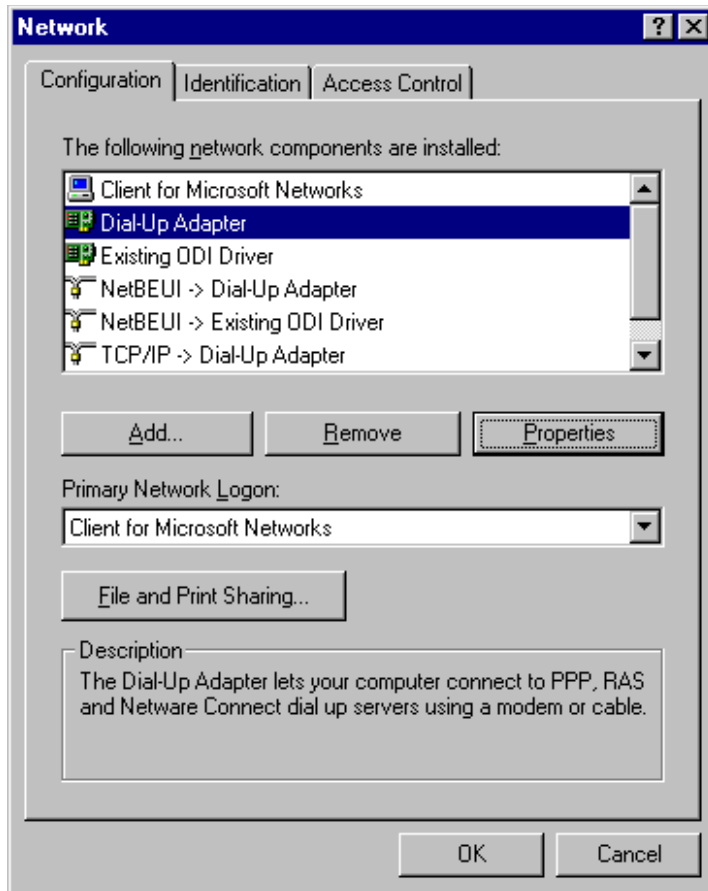 Network
Configuration Identification Access Control
The following network components are installed:
Client for Microsoft Networks
Dial-Up Adapter
Existing ODI Driver
NetBEUI -> Dial-Up Adapter
NetBEUI -> Existing ODI Driver
TCP/IP -> Dial-Up Adapter
Add... Remove Properties
Primary Network Logon:
Client for Microsoft Networks
File and Print Sharing...
Description
The Dial-Up Adapter lets your computer connect to PPP, RAS
and Netware Connect dial up servers using a modem or cable.
OK Cancel